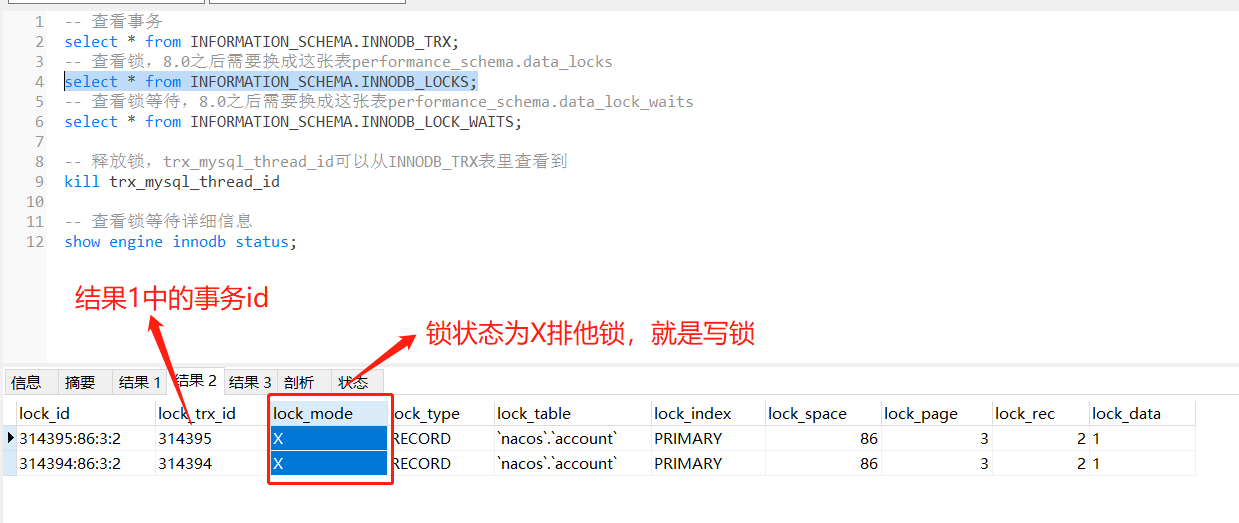 1 -- 查看事务
2 select * from INFORMATION_SCHEMA.INNODB_TRX;
3 -- 查看锁，8.0之后需要换成这张表performance_schema.data_locks
4 select * from INFORMATION_SCHEMA.INNODB_LOCKS;
5 -- 查看锁等待，8.0之后需要换成这张表performance_schema.data_lock_waits
6 select * from INFORMATION_SCHEMA.INNODB_LOCK_WAITS;
7
8 -- 释放锁，trx_mysql_thread_id可以从INNODB_TRX表里查看到
9 kill trx_mysql_thread_id
10
11 -- 查看锁等待详细信息
12 show engine innodb status;
结果1中的事务id
锁状态为X排他锁，就是写锁
信息 摘要 结果 1 结果 2 结果 3 剖析 状态
lock_id lock_trx_id lock_mode lock_type lock_table lock_index lock_space lock_page lock_rec lock_data
314395:86:3:2 314395 X RECORD `nacos`.`account` PRIMARY 86 3 2 1
314394:86:3:2 314394 X RECORD `nacos`.`account` PRIMARY 86 3 2 1